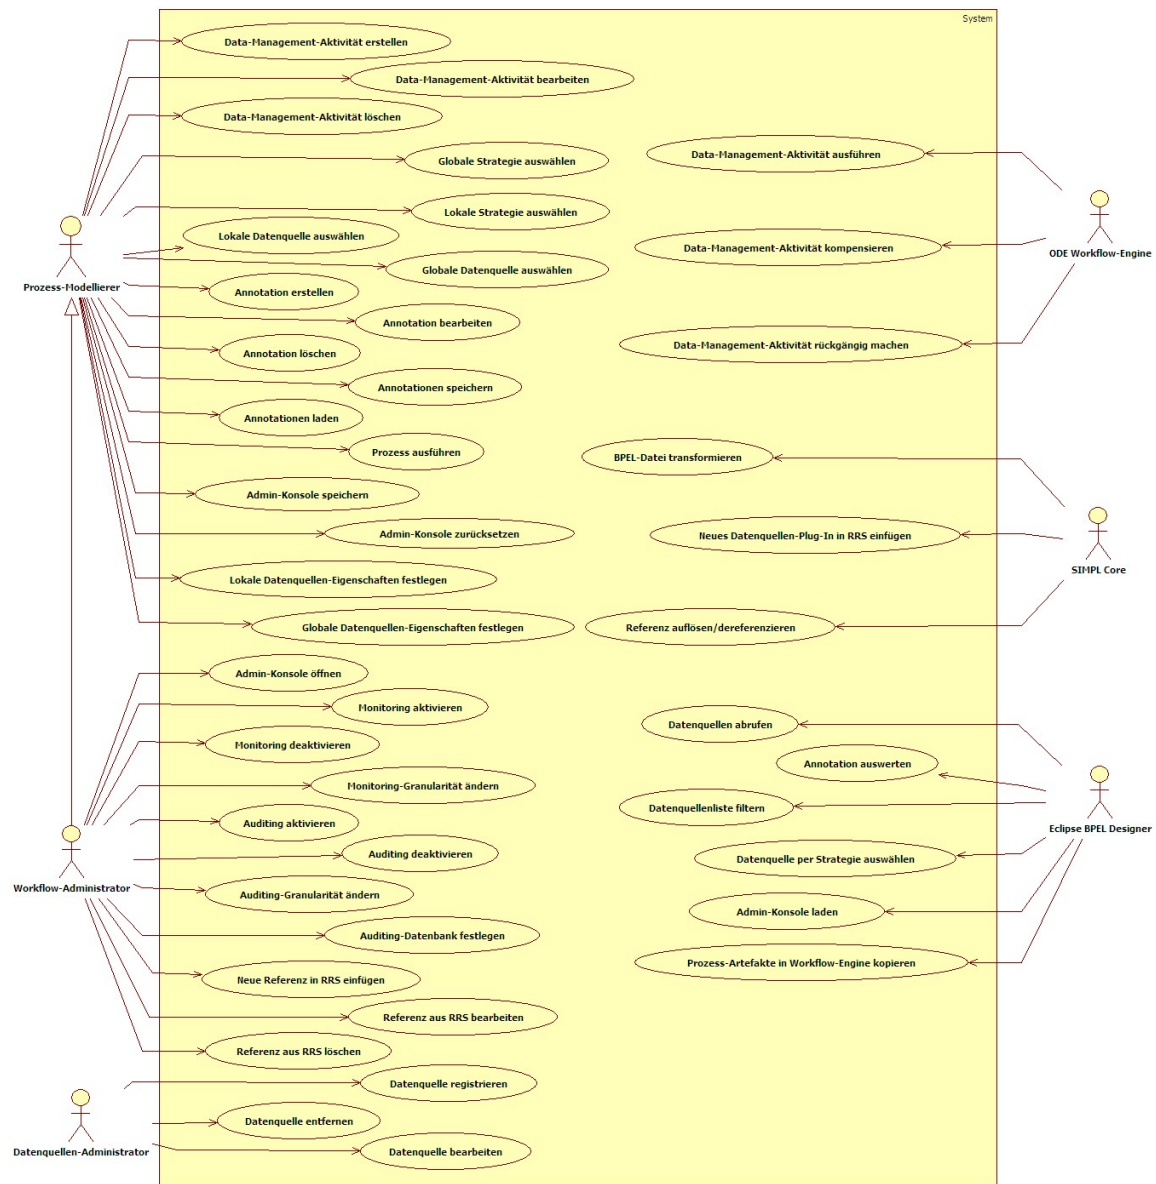 System
Data-Management-Aktivität erstellen
Data-Management-Aktivität bearbeiten
Data-Management-Aktivität löschen
Globale Strategie auswählen
Lokale Strategie auswählen
Lokale Datenquelle auswählen
Globale Datenquelle auswählen
Prozess-Modellierer
Annotation erstellen
Annotation bearbeiten
Annotation löschen
Annotationen speichern
Annotationen laden
Prozess ausführen
Admin-Konsole speichern
Admin-Konsole zurücksetzen
Lokale Datenquellen-Eigenschaften festlegen
Globale Datenquellen-Eigenschaften festlegen
Admin-Konsole öffnen
Monitoring aktivieren
Monitoring deaktivieren
Monitoring-Granularität ändern
Auditing aktivieren
Auditing deaktivieren
Workflow-Administrator
Auditing-Granularität ändern
Auditing-Datenbank festlegen
Neue Referenz in RRS einfügen
Referenz aus RRS bearbeiten
Referenz aus RRS löschen
Datenquelle registrieren
Datenquelle entfernen
Datenquellen-Administrator
Datenquelle bearbeiten
Data-Management-Aktivität ausführen
Data-Management-Aktivität kompensieren
ODE Workflow-Engine
Data-Management-Aktivität rückgängig machen
BPEL-Datei transformieren
Neues Datenquellen-Plug-In in RRS einfügen
SIMPL Core
Referenz auflösen/dereferenzieren
Datenquellen abrufen
Annotation auswerten
Datenquellenliste filtern
Eclipse BPEL Designer
Datenquelle per Strategie auswählen
Admin-Konsole laden
Prozess-Artefakte in Workflow-Engine kopieren